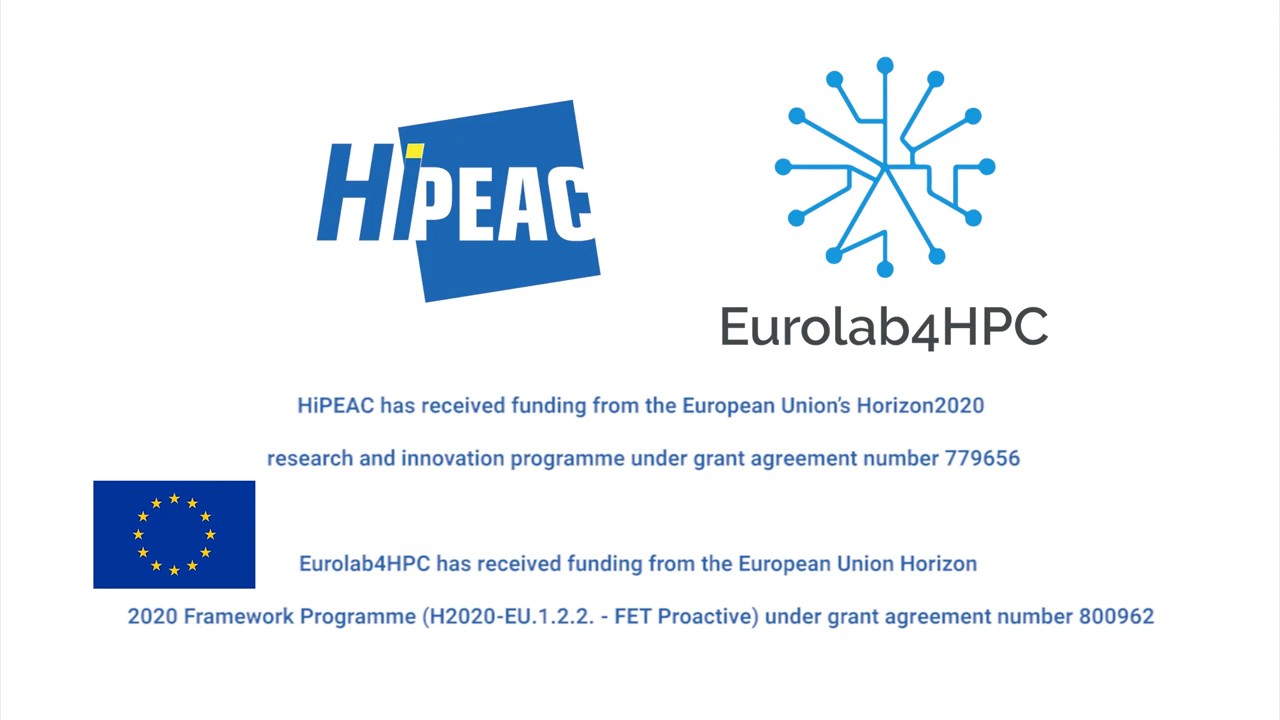 HiPEAC
Eurolab4HPC
HiPEAC has received funding from the European Union’s Horizon2020
research and innovation programme under grant agreement number 779656
Eurolab4HPC has received funding from the European Union Horizon
2020 Framework Programme (H2020-EU.1.2.2. - FET Proactive) under grant agreement number 800962